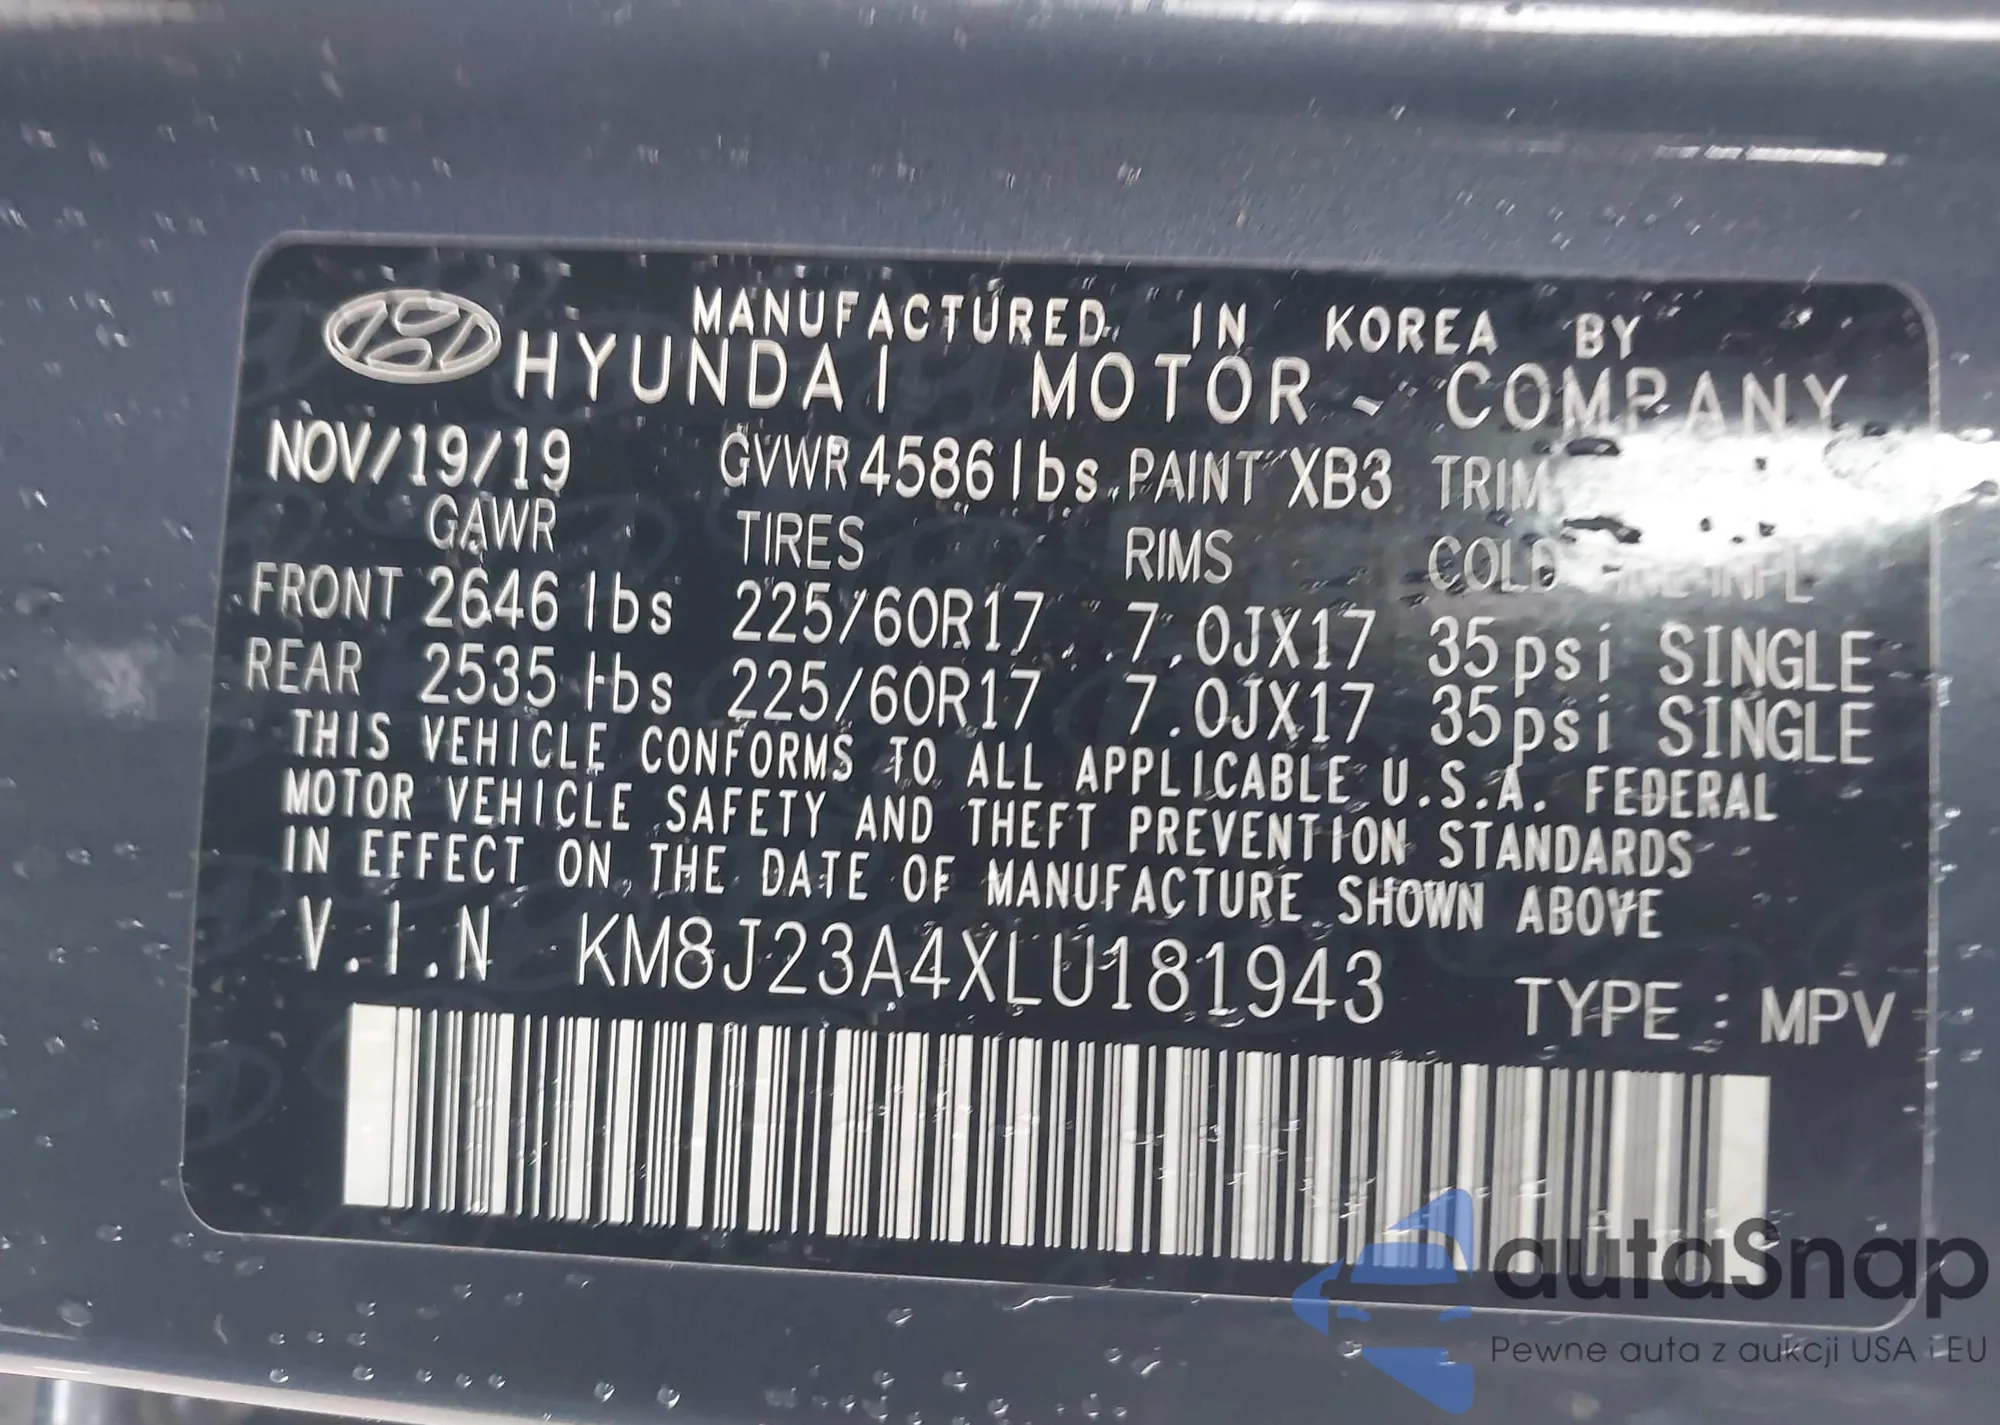 MANUFACTURED IN KOREA BY
HYUNDAI MOTOR COMPANY
NOV/19/19 GVWR 4586 lbs PAINT XB3 TRIM
GAWR TIRES RIMS COLD INFL
FRONT 2646 lbs 225/60R17 7.0JX17 35psi SINGLE
REAR 2535 lbs 225/60R17 7.0JX17 35psi SINGLE
THIS VEHICLE CONFORMS TO ALL APPLICABLE U.S.A. FEDERAL
MOTOR VEHICLE SAFETY AND THEFT PREVENTION STANDARDS
IN EFFECT ON THE DATE OF MANUFACTURE SHOWN ABOVE
V.I.N KM8J23A4XLU181943
TYPE : MPV
autaSnap
Pewne auta z aukcji USA i EU